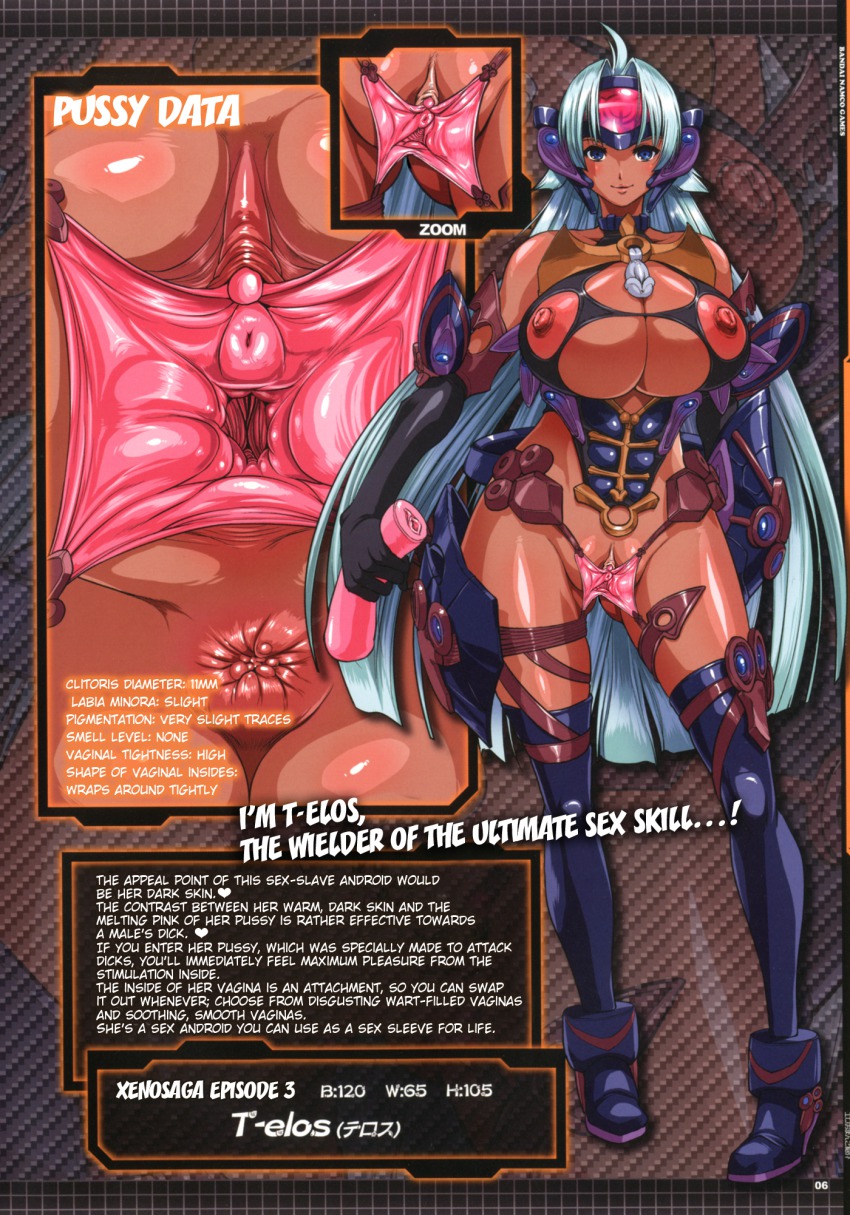 BANDAI NAMCO GAMES
PUSSY DATA
ZOOM
CLITORIS DIAMETER: 11MM
LABIA MINORA: SLIGHT
PIGMENTATION: VERY SLIGHT TRACES
SMELL LEVEL: NONE
VAGINAL TIGHTNESS: HIGH
SHAPE OF VAGINAL INSIDES:
WRAPS AROUND TIGHTLY
I'M T-ELOS,
THE WIELDER OF THE ULTIMATE SEX SKILL...!
THE APPEAL POINT OF THIS SEX-SLAVE ANDROID WOULD
BE HER DARK SKIN.❤
THE CONTRAST BETWEEN HER WARM, DARK SKIN AND THE
MELTING PINK OF HER PUSSY IS RATHER EFFECTIVE TOWARDS
A MALE'S DICK. ❤
IF YOU ENTER HER PUSSY, WHICH WAS SPECIALLY MADE TO ATTACK
DICKS, YOU'LL IMMEDIATELY FEEL MAXIMUM PLEASURE FROM THE
STIMULATION INSIDE.
THE INSIDE OF HER VAGINA IS AN ATTACHMENT, SO YOU CAN SWAP
IT OUT WHENEVER; CHOOSE FROM DISGUSTING WART-FILLED VAGINAS
AND SOOTHING, SMOOTH VAGINAS.
SHE'S A SEX ANDROID YOU CAN USE AS A SEX SLEEVE FOR LIFE.
XENOSAGA EPISODE 3 B:120 W:65 H:105
T-elos (テロス)
06